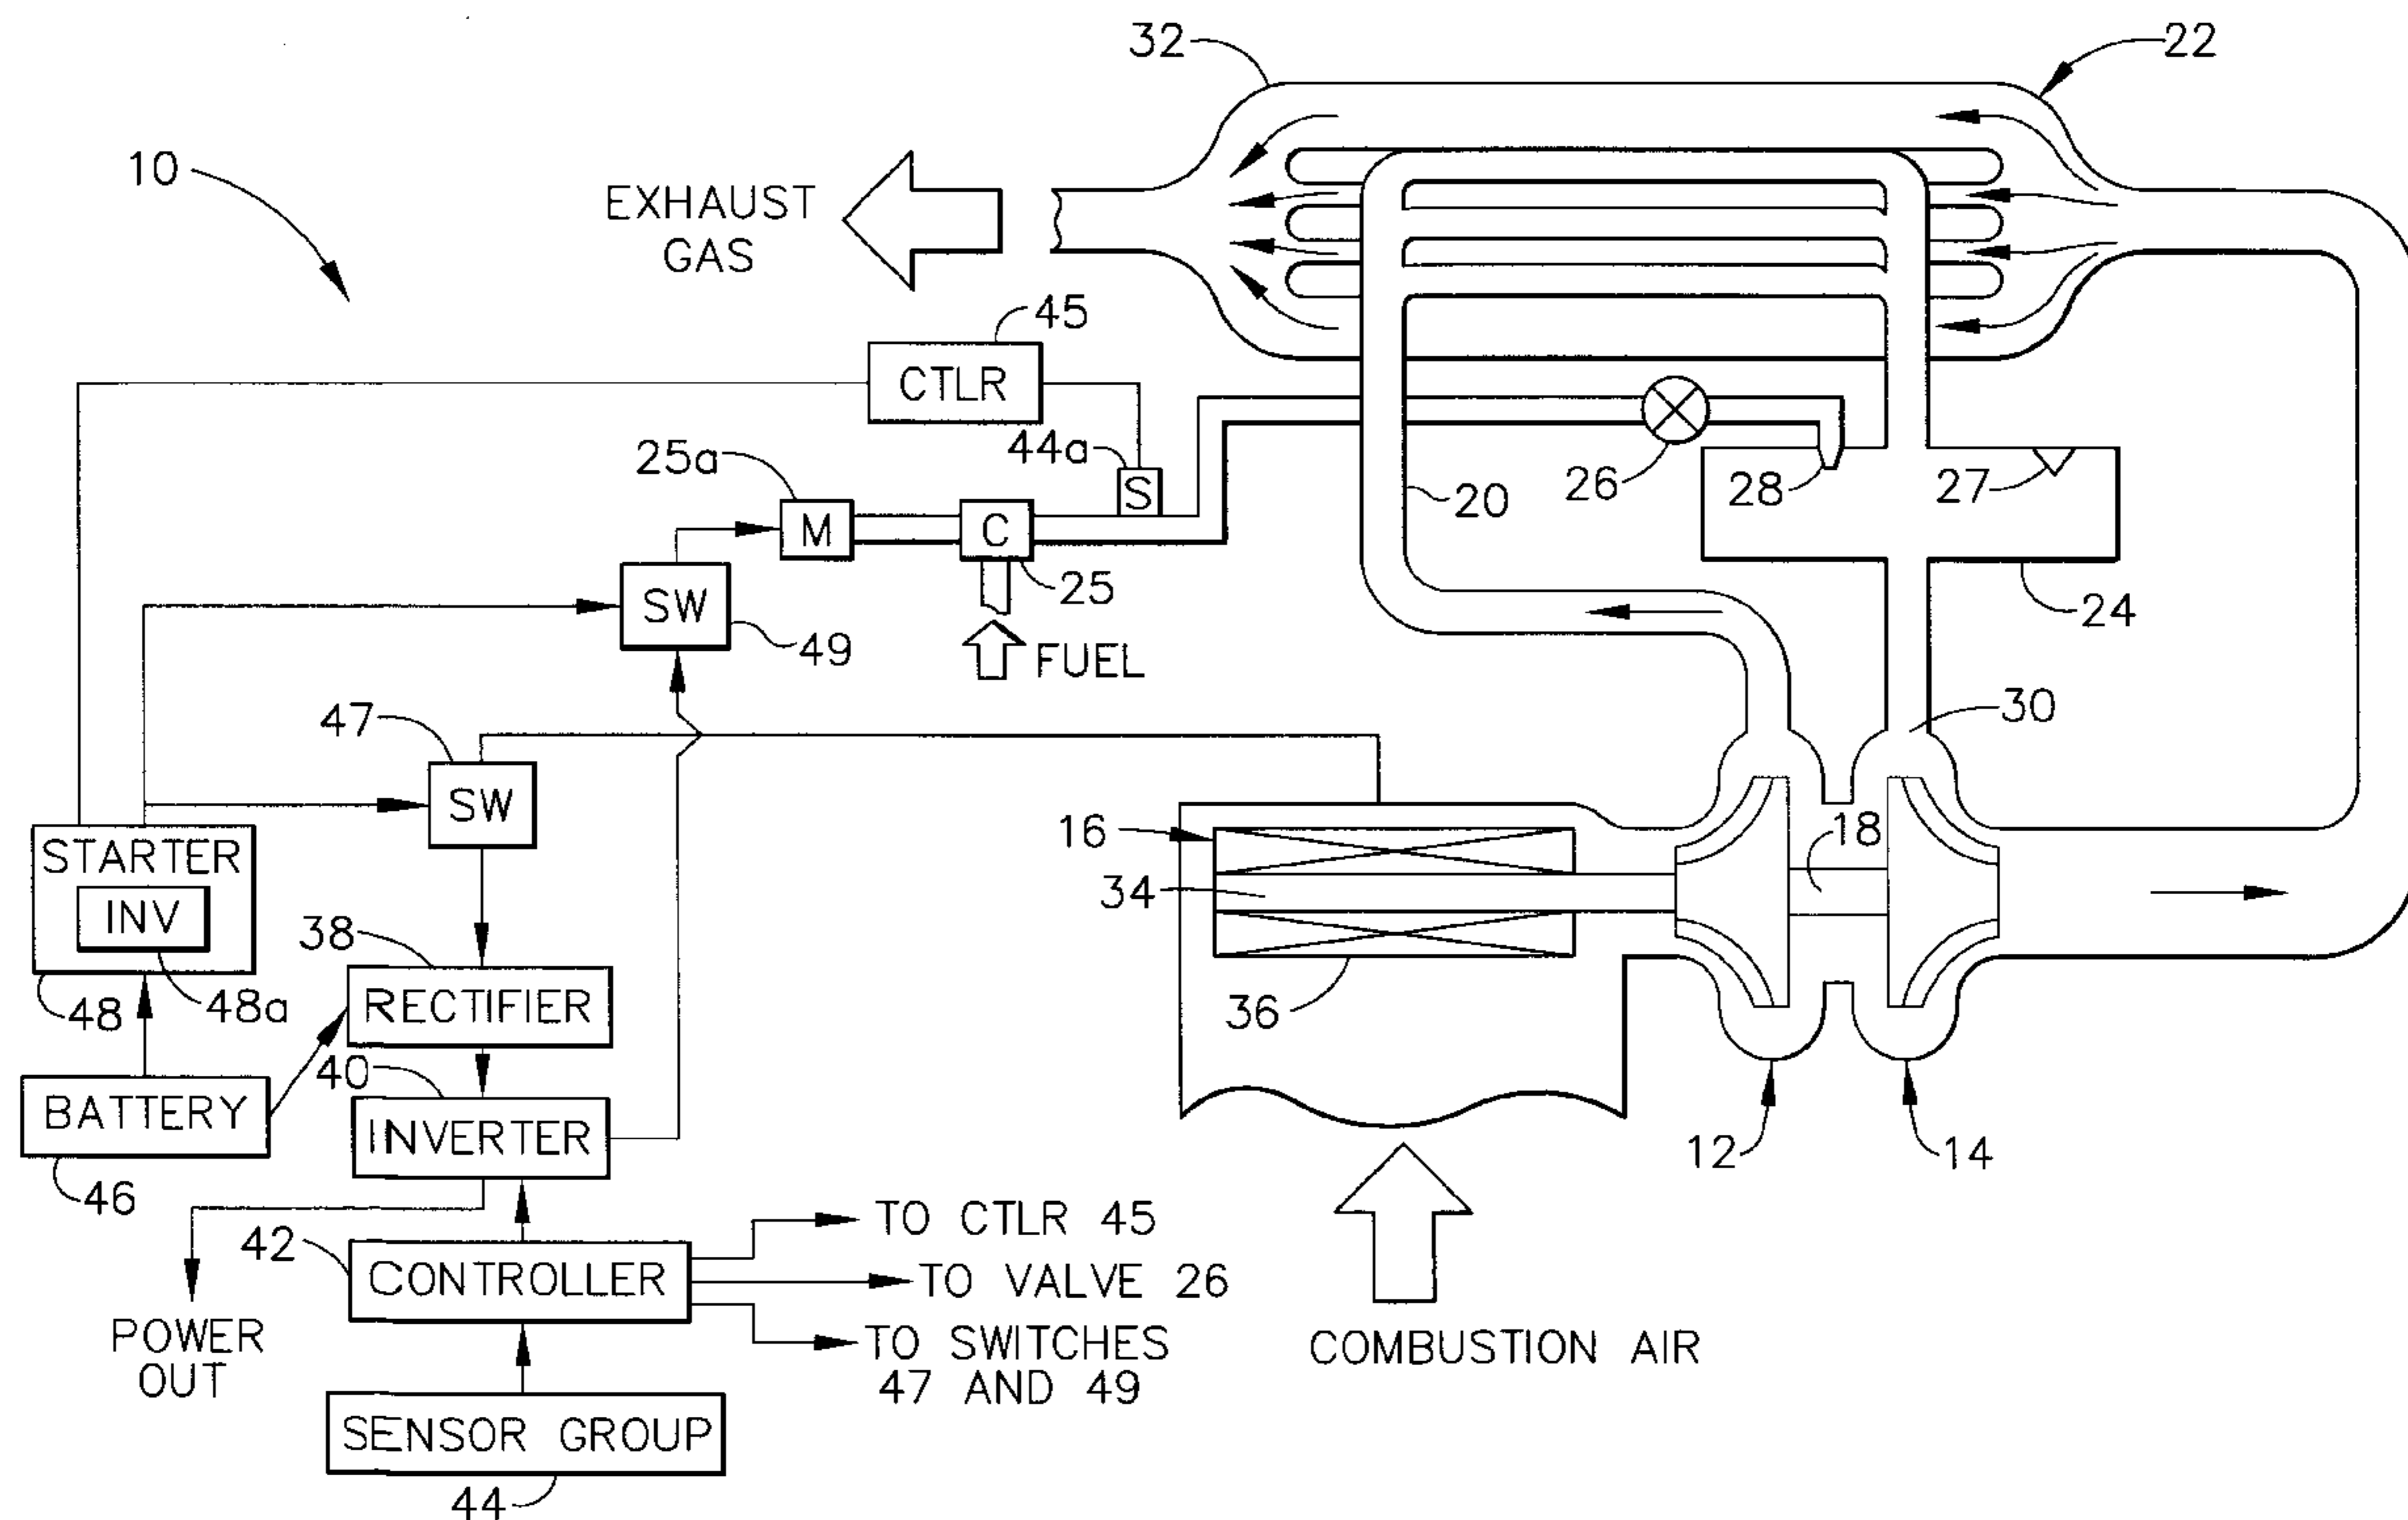 32
22
10
EXHAUST
GAS
45
CTLR
44a
25a
S
26
28
27
20
M
C
25
24
SW
49
FUEL
47
30
SW
16
18
STARTER
34
INV
38
48
48a
RECTIFIER
36
40
BATTERY
INVERTER
12
14
46
TO CTLR 45
42
CONTROLLER
TO VALVE 26
POWER
OUT
TO SWITCHES
47 AND 49
COMBUSTION AIR
SENSOR GROUP
44